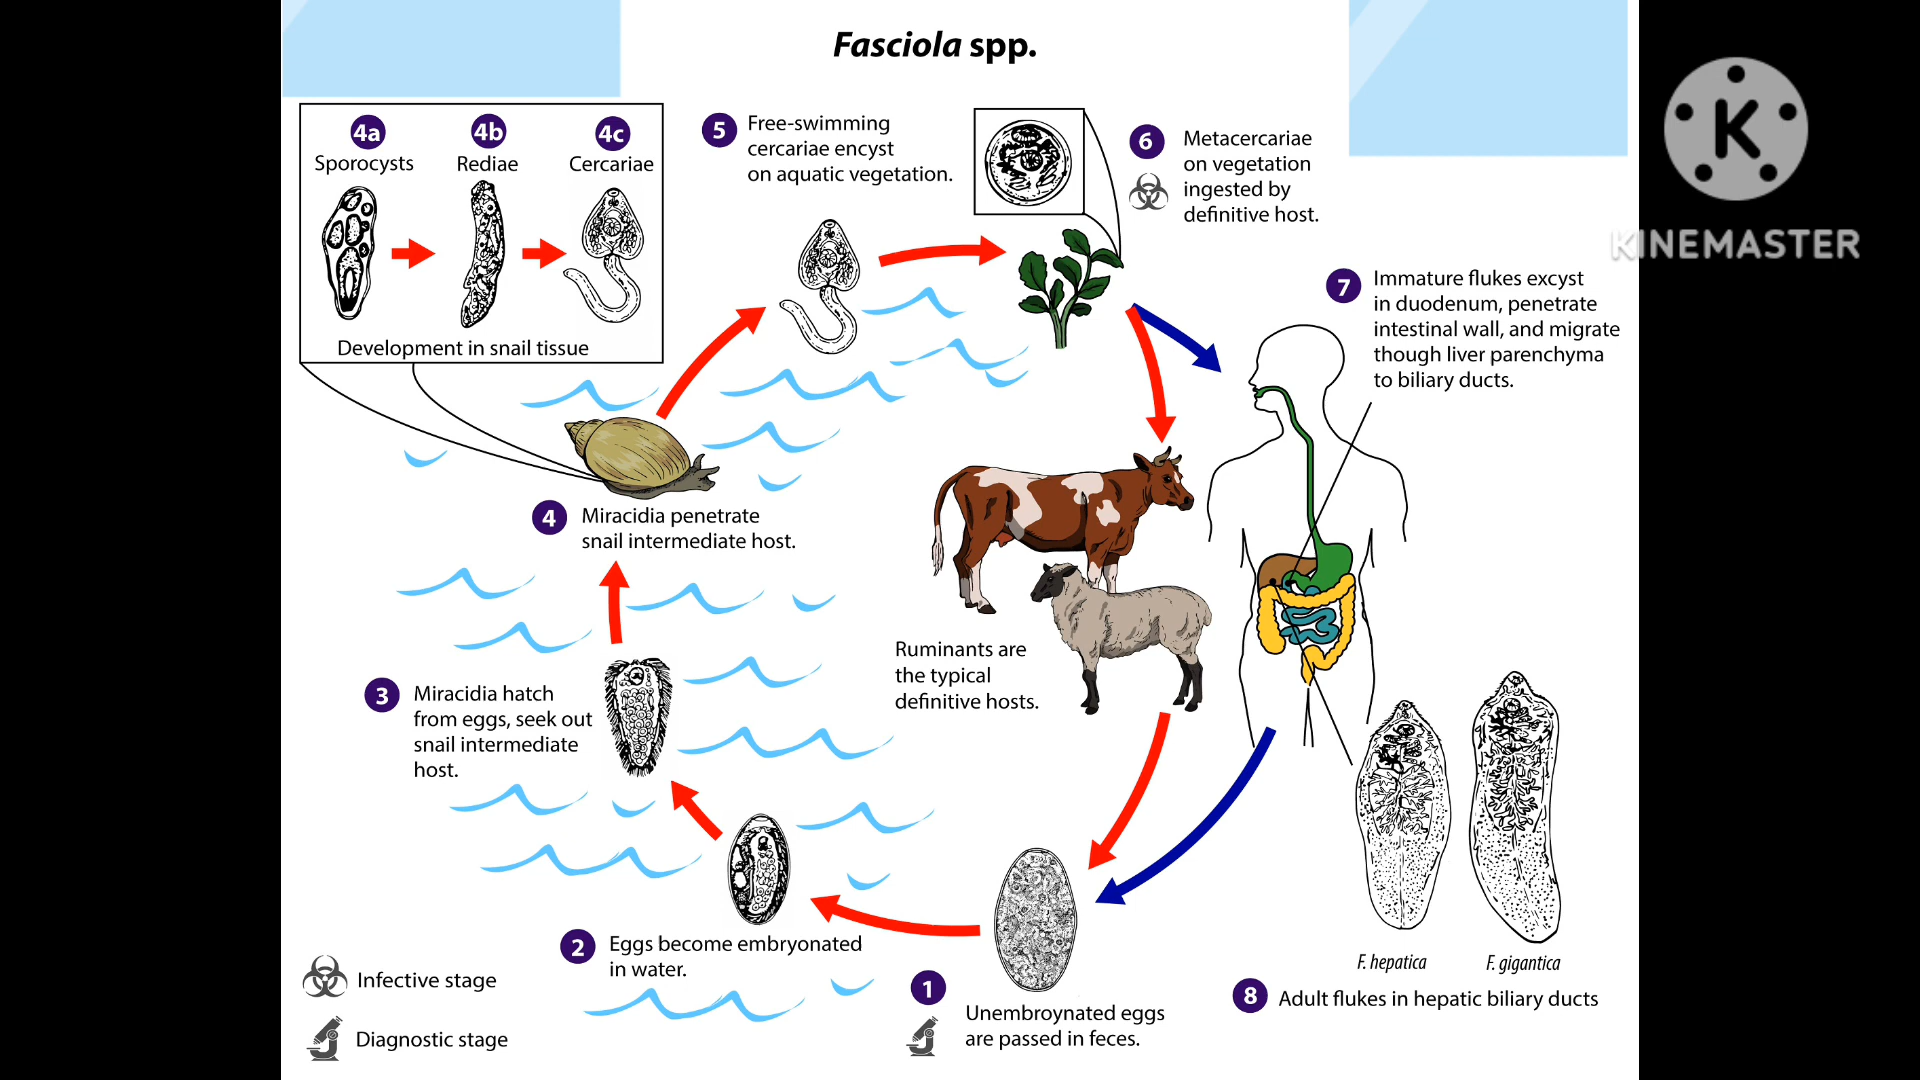 Fasciola spp.
4a
Sporocysts
4b
Rediae
4c
Cercariae
Development in snail tissue
5
Free-swimming
cercariae encyst
on aquatic vegetation.
6
Metacercariae
on vegetation
ingested by
definitive host.
K
KINEMASTER
7
Immature flukes excyst
in duodenum, penetrate
intestinal wall, and migrate
though liver parenchyma
to biliary ducts.
4
Miracidia penetrate
snail intermediate host.
Ruminants are
the typical
definitive hosts.
3
Miracidia hatch
from eggs, seek out
snail intermediate
host.
2
Eggs become embryonated
in water.
1
Unembroynated eggs
are passed in feces.
F. hepatica
F. gigantica
8
Adult flukes in hepatic biliary ducts
Infective stage
Diagnostic stage